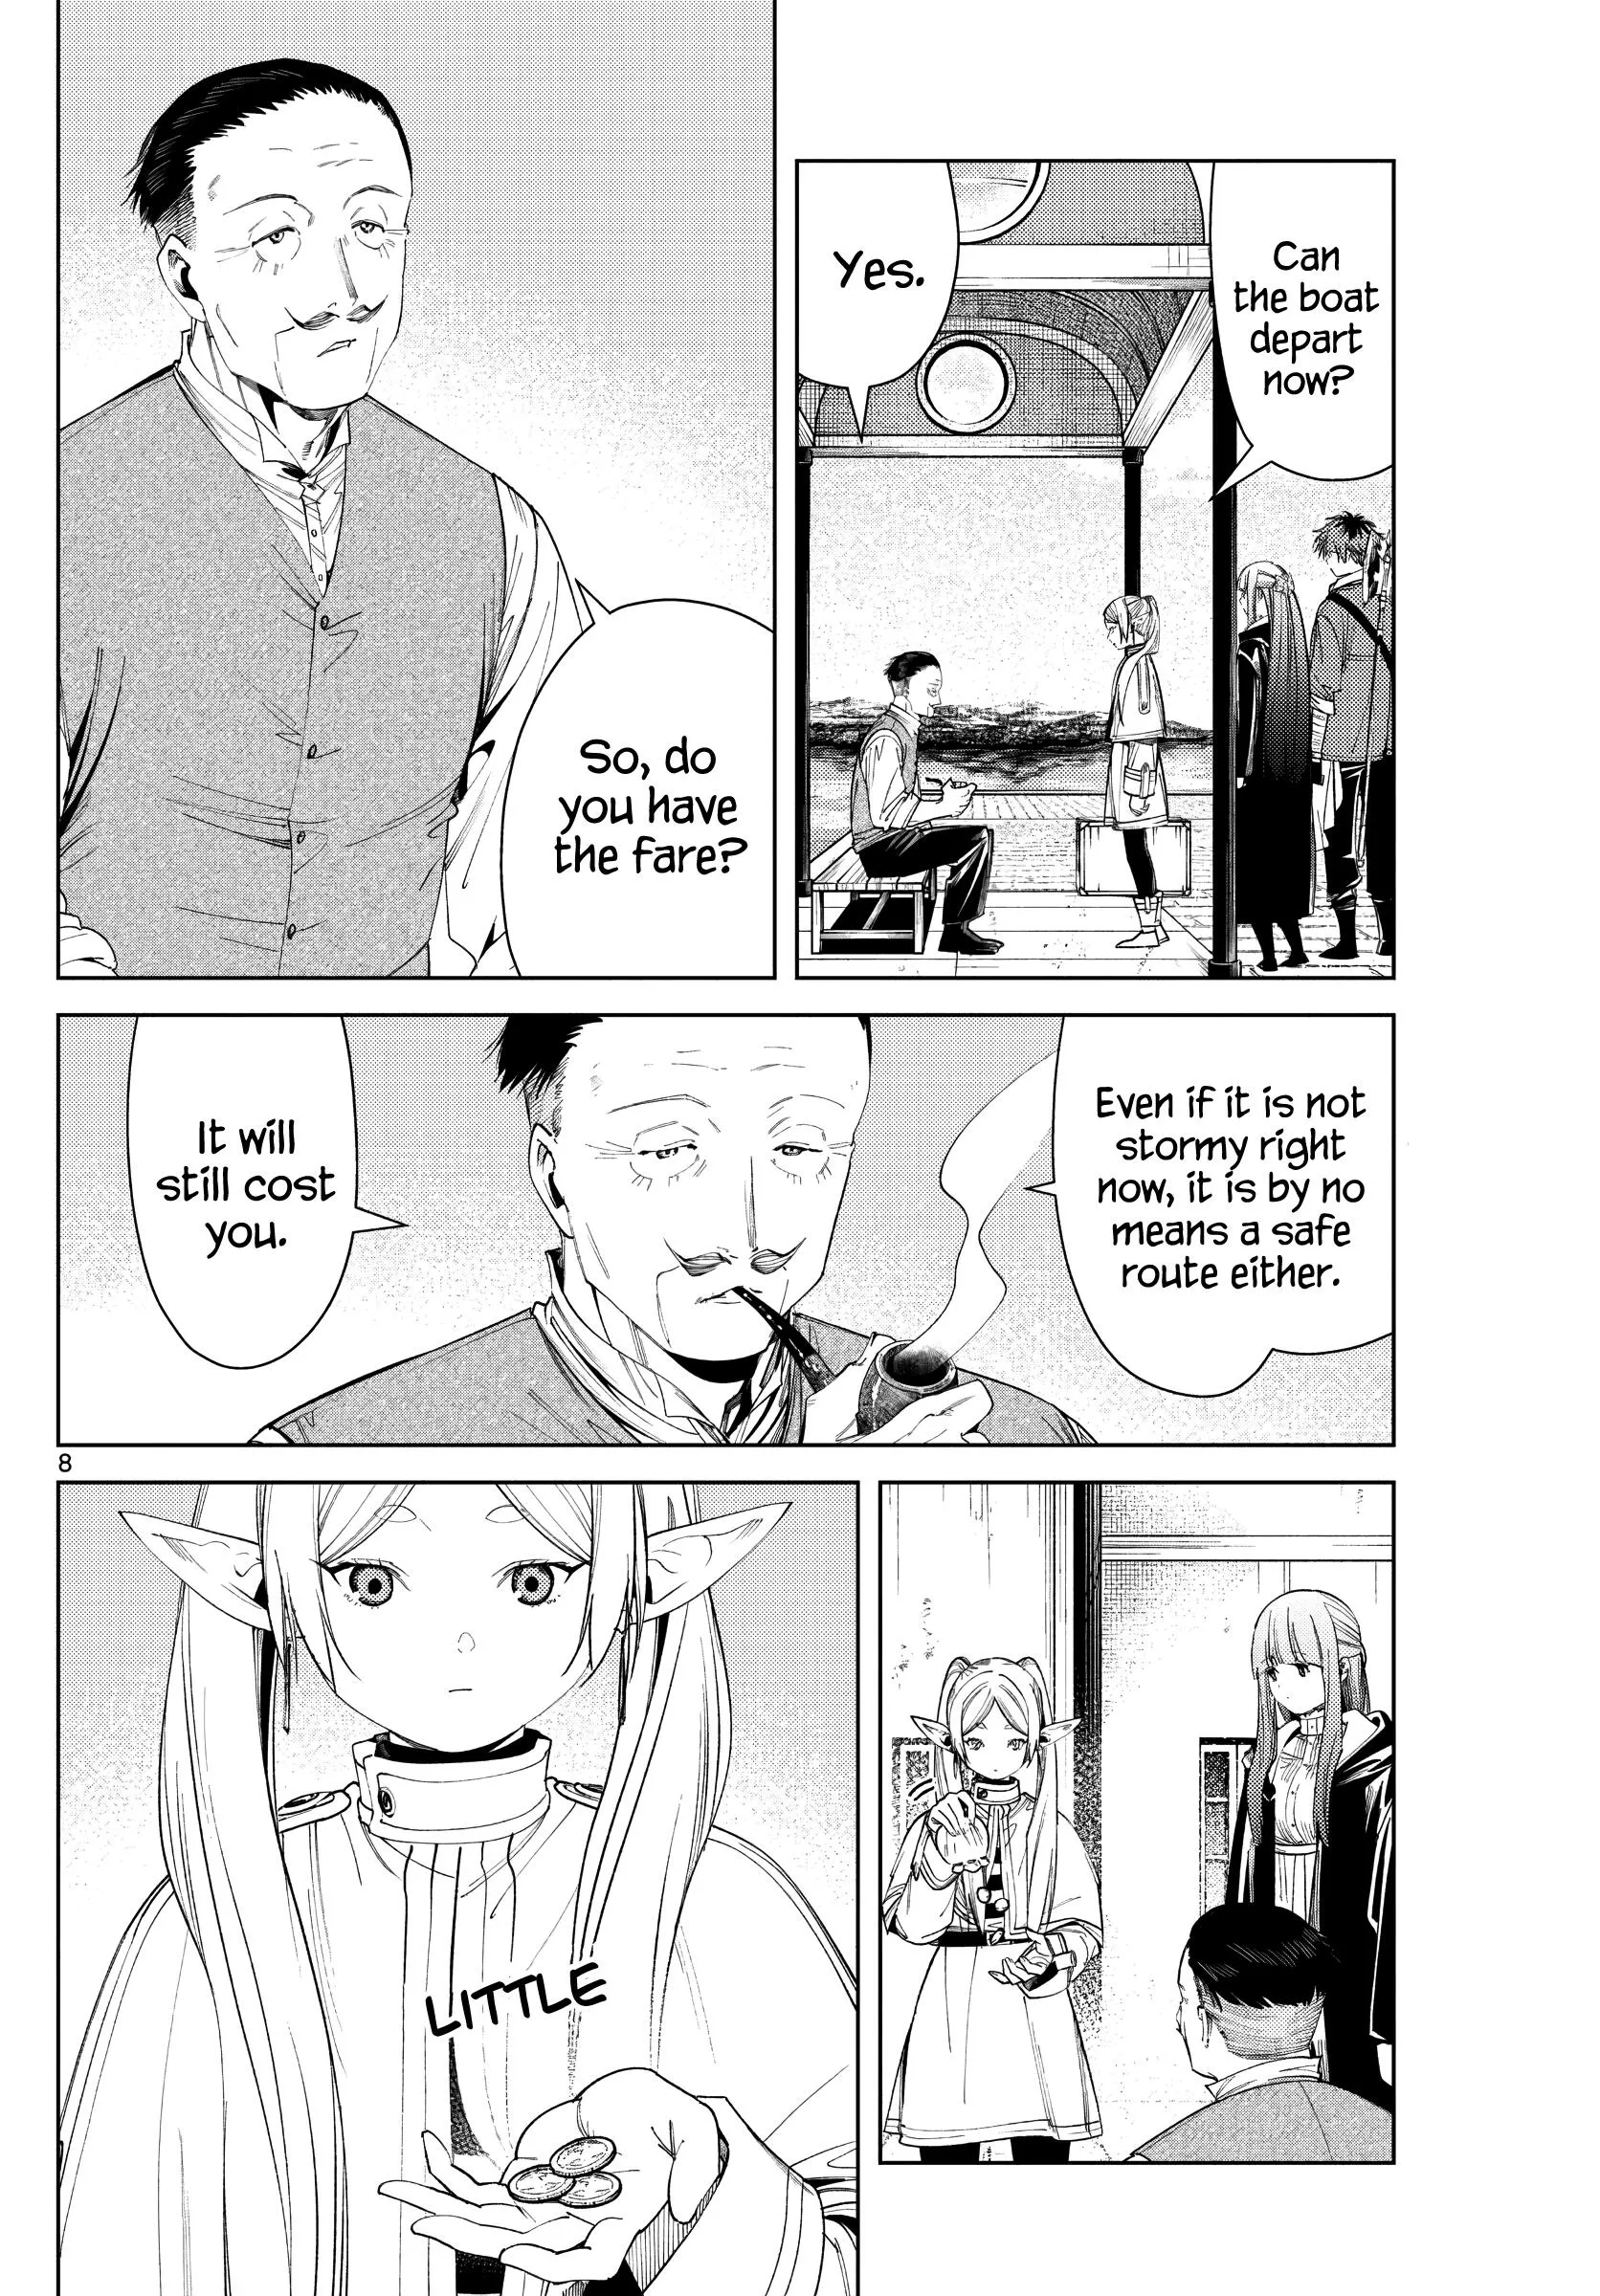 Can
the boat
depart
now?
Yes.
So, do
you have
the fare?
Even if it is not
stormy right
now, it is by no
means a safe
route either.
It will
still cost
you.
8
LITTLE